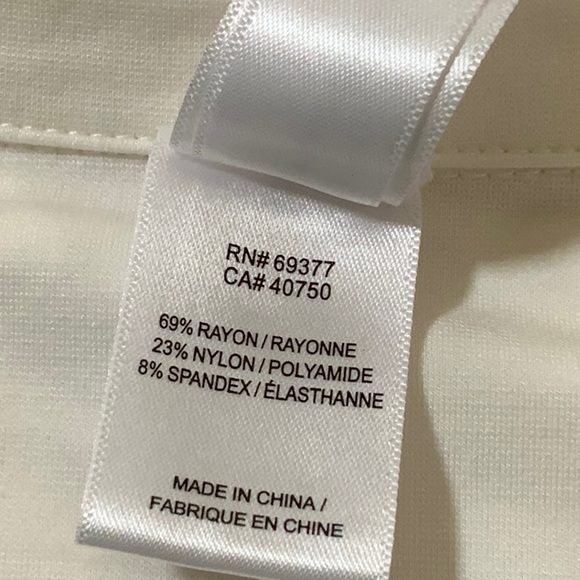 RN# 69377
CA# 40750
69% RAYON / RAYONNE
23% NYLON / POLYAMIDE
8% SPANDEX / ÉLASTHANNE
MADE IN CHINA /
FABRIQUE EN CHINE